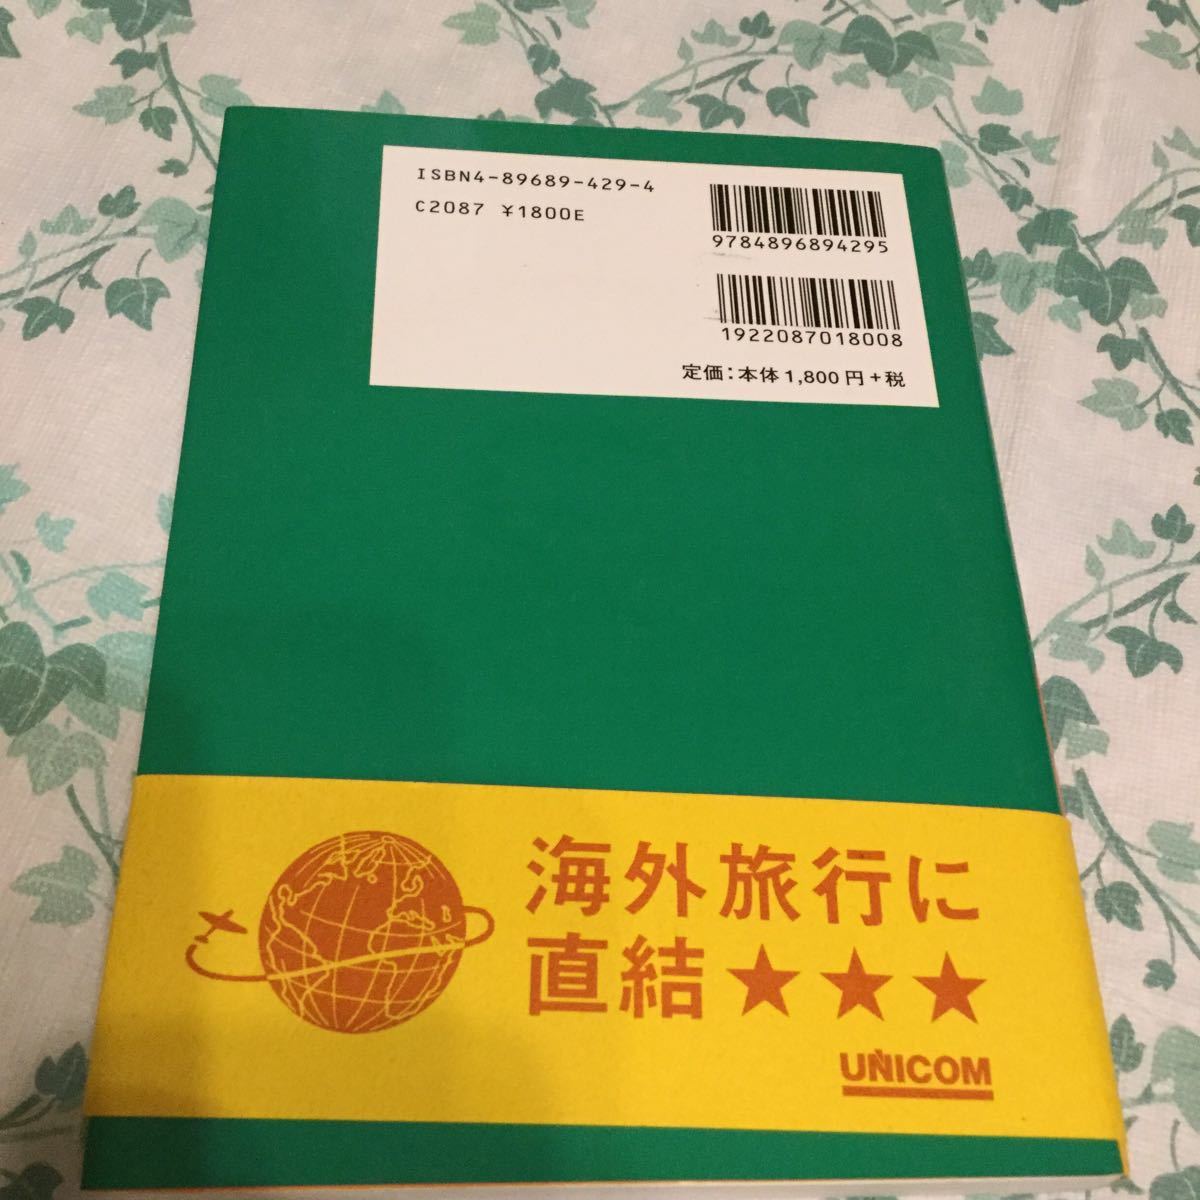 ISBN4-89689-429-4
C2087 ¥1800E
9784896894295
1922087018008
定価：本体1,800円+税
海外旅行に
直結★★★
UNICOM